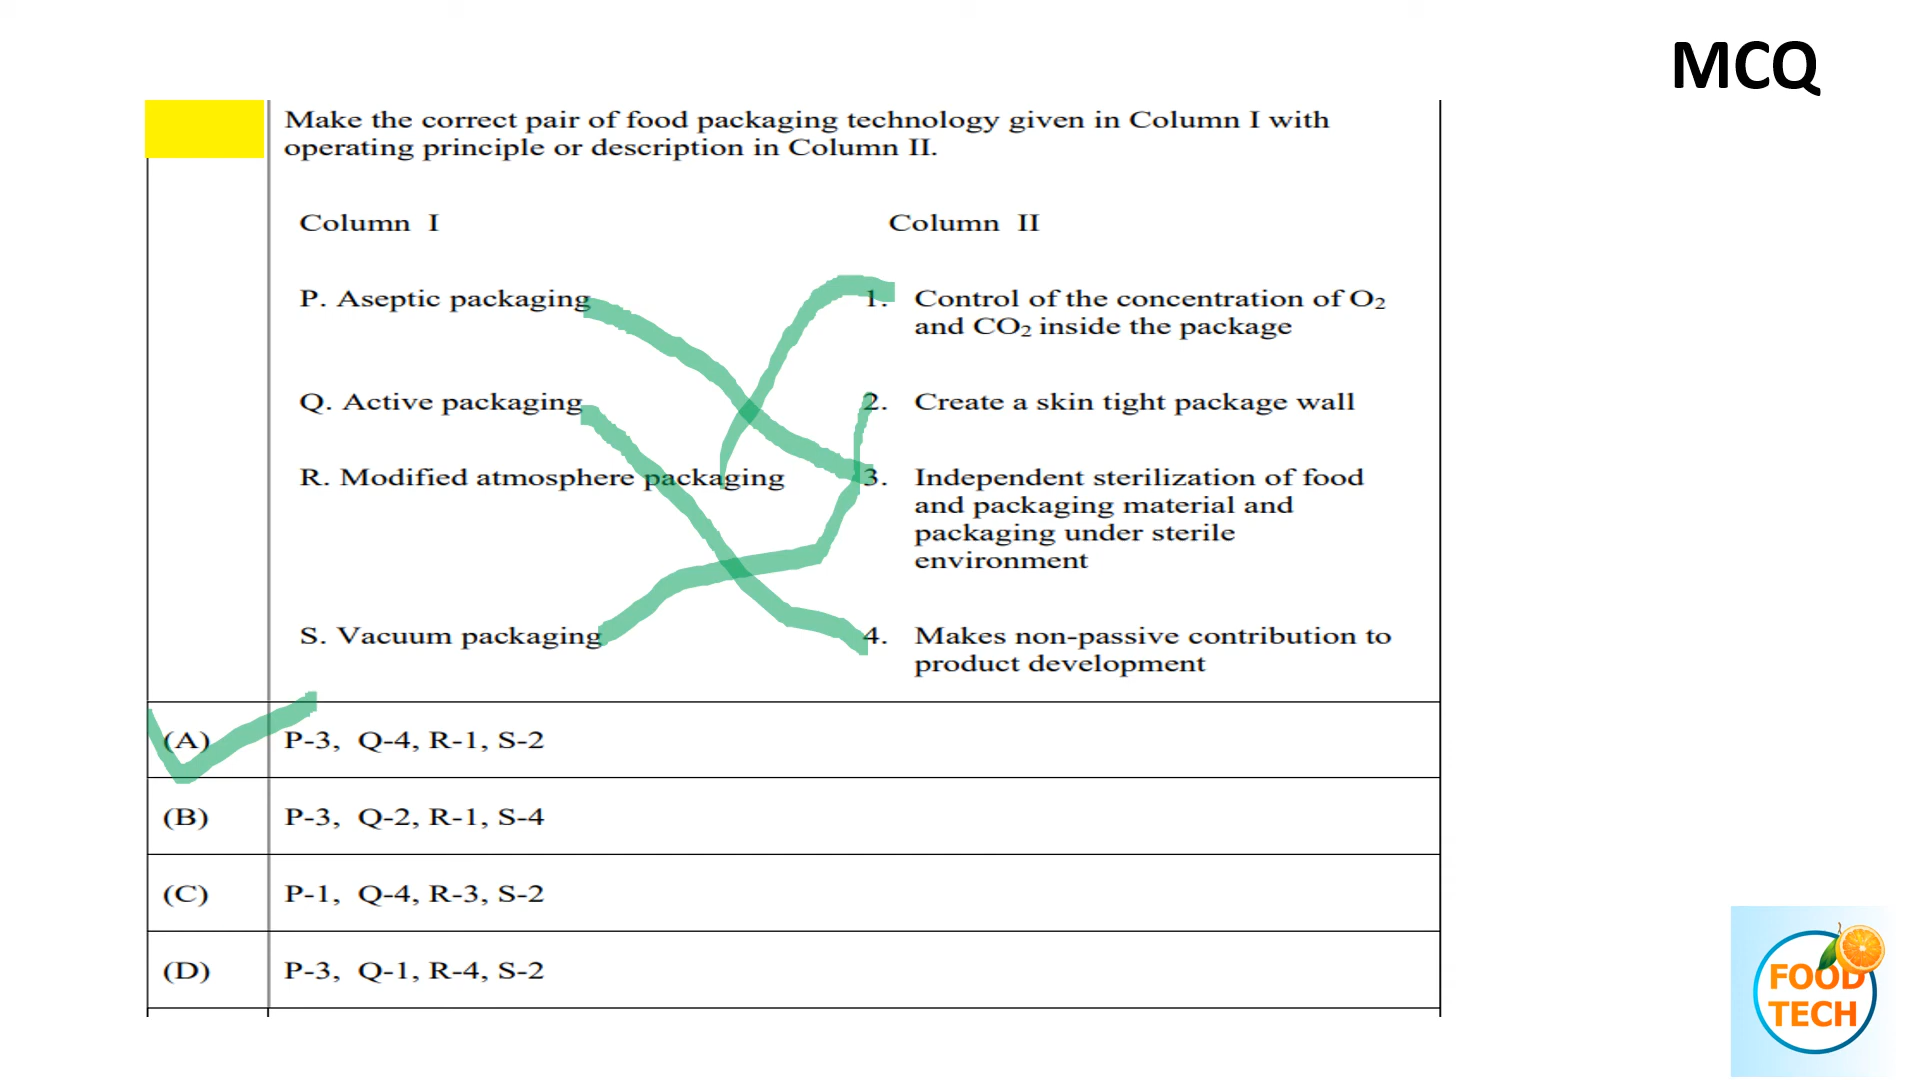 MCQ
Make the correct pair of food packaging technology given in Column I with
operating principle or description in Column II.
Column I Column II
P. Aseptic packaging 1. Control of the concentration of O₂
and CO₂ inside the package
Q. Active packaging 2. Create a skin tight package wall
R. Modified atmosphere packaging 3. Independent sterilization of food
and packaging material and
packaging under sterile
environment
S. Vacuum packaging 4. Makes non-passive contribution to
product development
(A) P-3, Q-4, R-1, S-2
(B) P-3, Q-2, R-1, S-4
(C) P-1, Q-4, R-3, S-2
(D) P-3, Q-1, R-4, S-2
FOOD
TECH